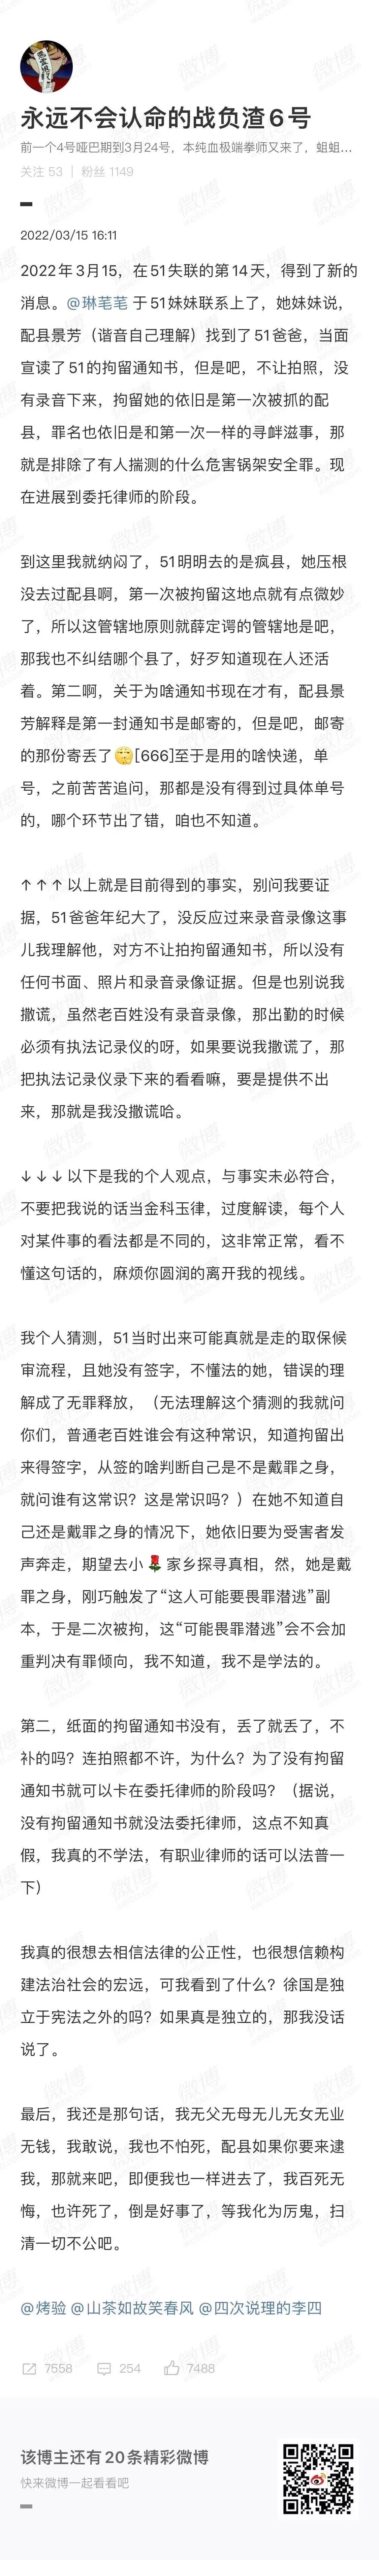 永远不会认命的战负渣6号
前一个4号哑巴期到3月24号，本纯血极端拳师又来了，蛆蛆...
关注 53 | 粉丝 1149
2022/03/15 16:11
2022年3月15，在51失联的第14天，得到了新的
消息。@琳芼芼 于51妹妹联系上了，她妹妹说，
配县景芳（谐音自己理解）找到了51爸爸，当面
宣读了51的拘留通知书，但是吧，不让拍照，没
有录音下来，拘留她的依旧是第一次被抓的配
县，罪名也依旧是和第一次一样的寻衅滋事，那
就是排除了有人揣测的什么危害锅架安全罪。现
在进展到委托律师的阶段。
到这里我就纳闷了，51明明去的是疯县，她压根
没去过配县啊，第一次被拘留这地点就有点微妙
了，所以这管辖地原则就薛定谔的管辖地是吧，
那我也不纠结哪个县了，好歹知道现在人还活
着。第二啊，关于为啥通知书现在才有，配县景
芳解释是第一封通知书是邮寄的，但是吧，邮寄
的那份寄丢了[666]至于是用的啥快递，单
号，之前苦苦追问，那都是没有得到过具体单号
的，哪个环节出了错，咱也不知道。
↑↑↑以上就是目前得到的事实，别问我要证
据，51爸爸年纪大了，没反应过来录音录像这事
儿我理解他，对方不让拍拘留通知书，所以没有
任何书面、照片和录音录像证据。但是也别说我
撒谎，虽然老百姓没有录音录像，那出勤的时候
必须有执法记录仪的呀，如果要说我撒谎了，那
把执法记录仪录下来的看看嘛，要是提供不出
来，那就是我没撒谎哈。
↓↓↓以下是我的个人观点，与事实未必符合，
不要把我说的话当金科玉律，过度解读，每个人
对某件事的看法都是不同的，这非常正常，看不
懂这句话的，麻烦你圆润的离开我的视线。
我个人猜测，51当时出来可能真就是走的取保候
审流程，且她没有签字，不懂法的她，错误的理
解成了无罪释放，（无法理解这个猜测的我就问
你们，普通老百姓谁会有这种常识，知道拘留出
来得签字，从签的啥判断自己是不是戴罪之身，
就问谁有这常识？这是常识吗？）在她不知道自
己还是戴罪之身的情况下，她依旧要为受害者发
声奔走，期望去小🌹家乡探寻真相，然，她是戴
罪之身，刚巧触发了“这人可能要畏罪潜逃”副
本，于是二次被拘，这“可能畏罪潜逃”会不会加
重判决有罪倾向，我不知道，我不是学法的。
第二，纸面的拘留通知书没有，丢了就丢了，不
补的吗？连拍照都不许，为什么？为了没有拘留
通知书就可以卡在委托律师的阶段吗？（据说，
没有拘留通知书就没法委托律师，这点不知真
假，我真的不学法，有职业律师的话可以法普一
下）
我真的很想去相信法律的公正性，也很想信赖构
建法治社会的宏远，可我看到了什么？徐国是独
立于宪法之外的吗？如果真是独立的，那我没话
说了。
最后，我还是那句话，我无父无母无儿无女无业
无钱，我敢说，我也不怕死，配县如果你要来逮
我，那就来吧，即便我也一样进去了，我百死无
悔，也许死了，倒是好事了，等我化为厉鬼，扫
清一切不公吧。
@烤验 @山茶如故笑春风 @四次说理的李四
7558 254 7488
该博主还有20条精彩微博
快来微博一起看看吧